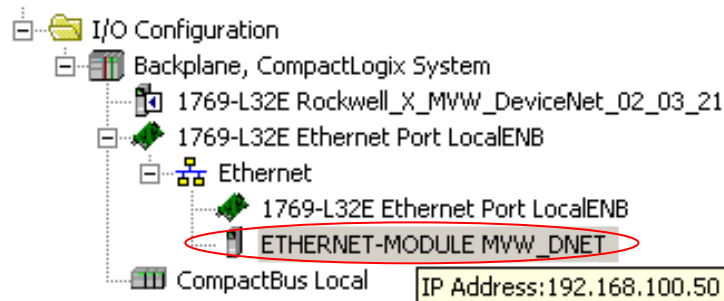 I/O Configuration
Backplane, CompactLogix System
1769-L32E Rockwell_X_MVW_DeviceNet_02_03_21
1769-L32E Ethernet Port LocalENB
Ethernet
1769-L32E Ethernet Port LocalENB
ETHERNET-MODULE MVW_DNET
CompactBus Local
IP Address:192.168.100.50